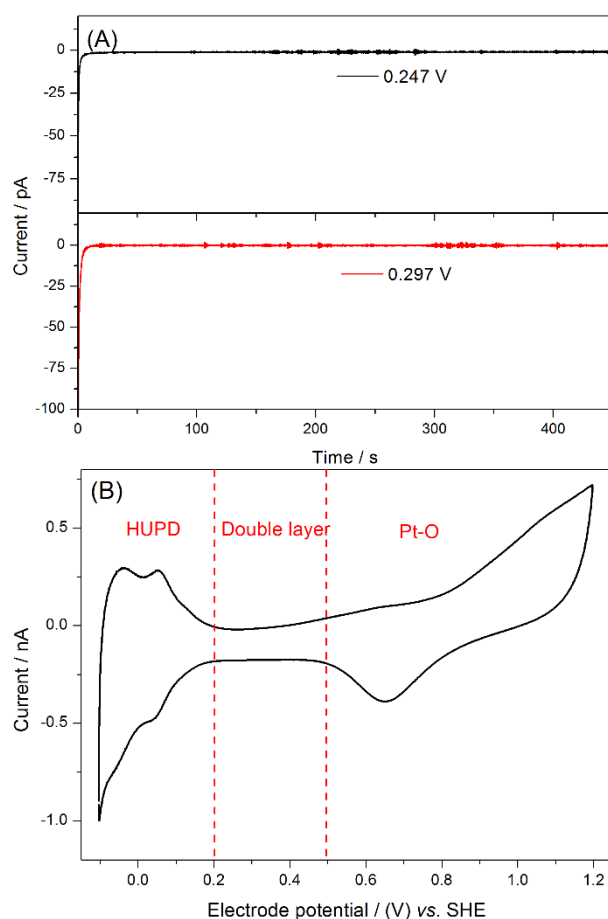 (A)
0
-25
-50
-75
0.247 V
0
-25
-50
-75
-100
0.297 V
Current / pA
0 100 200 300 400
Time / s
(B)
HUPD Double layer Pt-O
0.5
0.0
-0.5
-1.0
Current / nA
0.0 0.2 0.4 0.6 0.8 1.0 1.2
Electrode potential / (V) vs. SHE